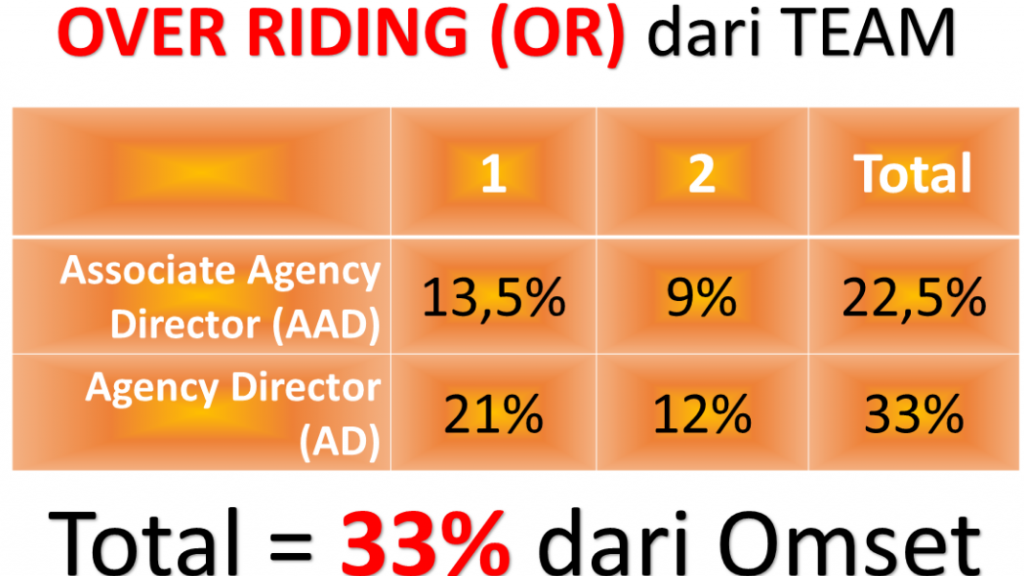 OVER RIDING (OR) dari TEAM
1 2 Total
Associate Agency
Director (AAD) 13,5% 9% 22,5%
Agency Director
(AD) 21% 12% 33%
Total = 33% dari Omset